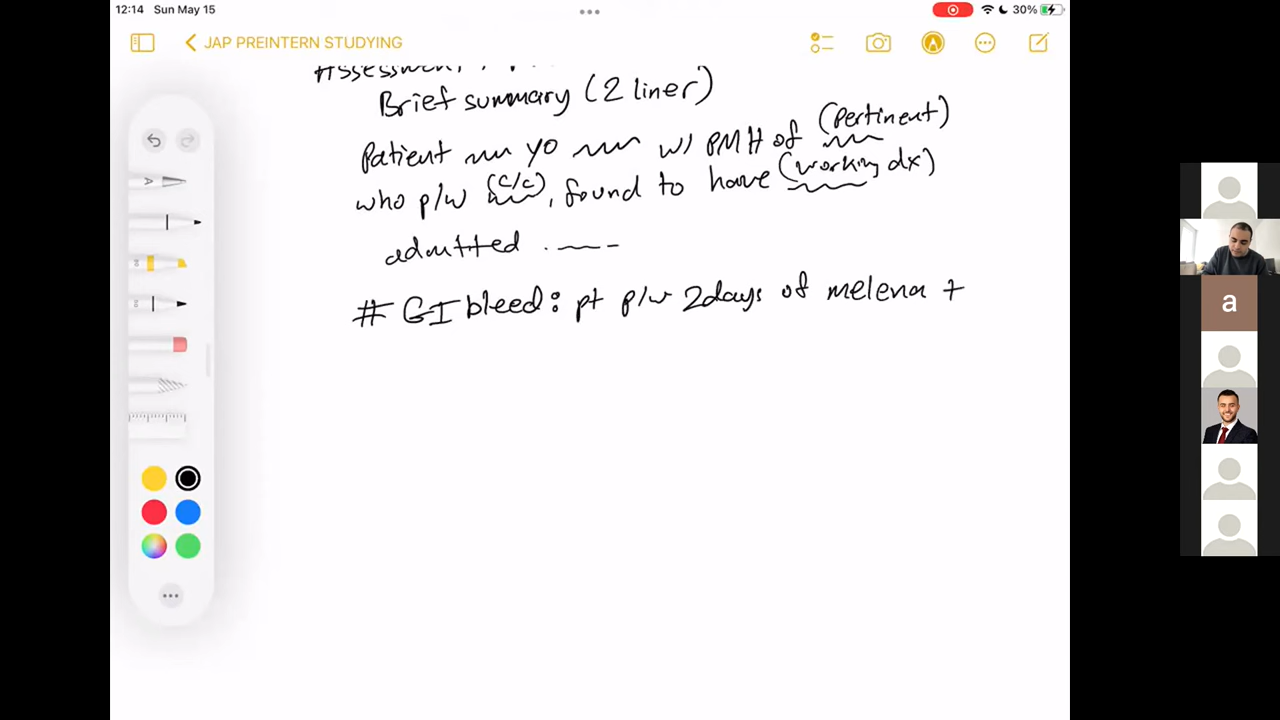 12:14 Sun May 15
30%
JAP PREINTERN STUDYING
Assessment
Brief summary (2 liner)
Patient yo w/ PMH of (Pertinent)
who p/w (c/c), found to have (working dx)
admitted
# GI bleed: pt p/w 2days of melena +
a